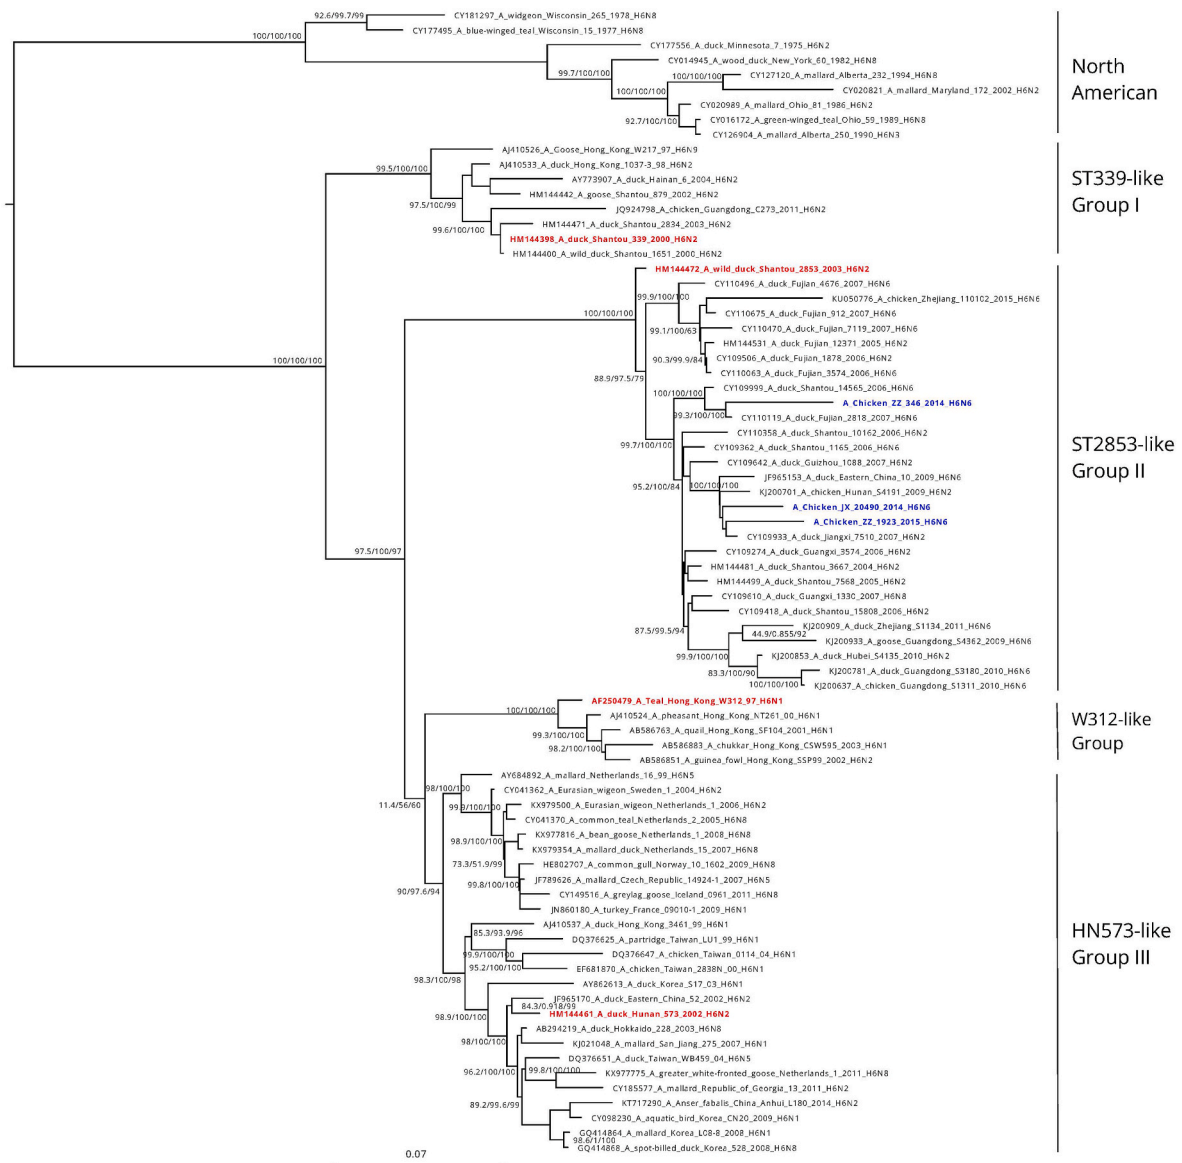 92.6/99.7/99
CY181297_A_widgeon_Wisconsin_265_1978_H6N8
CY177495_A_blue-winged_teal_Wisconsin_15_1977_H6N8
100/100/100
CY177556_A_duck_Minnesota_7_1975_H6N2
CY014945_A_wood_duck_New_York_60_1982_H6N8
99.7/100/100
100/100/100
CY127120_A_mallard_Alberta_232_1994_H6N8
CY020821_A_mallard_Maryland_172_2002_H6N2
100/100/100
CY020989_A_mallard_Ohio_81_1986_H6N2
92.7/100/100
CY016172_A_green-winged_teal_Ohio_59_1989_H6N8
CY126904_A_mallard_Alberta_250_1990_H6N3
North
American
AJ410526_A_Goose_Hong_Kong_W217_97_H6N9
99.5/100/100
AJ410533_A_duck_Hong_Kong_1037-3_98_H6N2
AY773907_A_duck_Hainan_6_2004_H6N2
HM144442_A_goose_Shantou_879_2002_H6N2
97.5/100/99
JQ924798_A_chicken_Guangdong_C273_2011_H6N2
99.6/100/100
HM144471_A_duck_Shantou_2834_2003_H6N2
HM144398_A_duck_Shantou_339_2000_H6N2
HM144400_A_wild_duck_Shantou_1651_2000_H6N2
ST339-like
Group I
HM144472_A_wild_duck_Shantou_2853_2003_H6N2
CY110496_A_duck_Fujian_4676_2007_H6N6
99.9/100/100
KU050776_A_chicken_Zhejiang_110102_2015_H6N6
100/100/100
CY110675_A_duck_Fujian_912_2007_H6N6
99.1/100/63
CY110470_A_duck_Fujian_7119_2007_H6N6
HM144531_A_duck_Fujian_12371_2005_H6N2
100/100/100
90.3/99.9/84
CY109506_A_duck_Fujian_1878_2006_H6N2
CY110063_A_duck_Fujian_3574_2006_H6N6
88.9/97.5/79
CY109999_A_duck_Shantou_14565_2006_H6N6
100/100/100
A_Chicken_ZZ_346_2014_H6N6
99.3/100/100
CY110119_A_duck_Fujian_2818_2007_H6N6
CY110358_A_duck_Shantou_10162_2006_H6N2
99.7/100/100
CY109362_A_duck_Shantou_1165_2006_H6N6
CY109642_A_duck_Guizhou_1088_2007_H6N2
JF965153_A_duck_Eastern_China_10_2009_H6N6
95.2/100/84
100/100/100
KJ200701_A_chicken_Hunan_S4191_2009_H6N2
A_Chicken_JX_20490_2014_H6N6
A_Chicken_ZZ_1923_2015_H6N6
CY109933_A_duck_Jiangxi_7510_2007_H6N2
97.5/100/97
CY109274_A_duck_Guangxi_3574_2006_H6N2
HM144481_A_duck_Shantou_3667_2004_H6N2
HM144499_A_duck_Shantou_7568_2005_H6N2
CY109610_A_duck_Guangxi_1330_2007_H6N8
CY109418_A_duck_Shantou_15808_2006_H6N2
87.5/99.5/94
KJ200909_A_duck_Zhejiang_S1134_2011_H6N6
44.9/0.855/92
KJ200933_A_goose_Guangdong_S4362_2009_H6N6
99.9/100/100
KJ200853_A_duck_Hubei_S4135_2010_H6N2
83.3/100/90
KJ200781_A_duck_Guangdong_S3180_2010_H6N6
100/100/100
KJ200637_A_chicken_Guangdong_S1311_2010_H6N6
ST2853-like
Group II
AF250479_A_Teal_Hong_Kong_W312_97_H6N1
100/100/100
AJ410524_A_pheasant_Hong_Kong_NT261_00_H6N1
AB586763_A_quail_Hong_Kong_SF104_2001_H6N1
99.3/100/100
AB586883_A_chukkar_Hong_Kong_CSW595_2003_H6N1
98.2/100/100
AB586851_A_guinea_fowl_Hong_Kong_SSP99_2002_H6N2
W312-like
Group
AY684892_A_mallard_Netherlands_16_99_H6N5
98/100/100
CY041362_A_Eurasian_wigeon_Sweden_1_2004_H6N2
11.4/56/60
99.9/100/100
KX979500_A_Eurasian_wigeon_Netherlands_1_2006_H6N2
CY041370_A_common_teal_Netherlands_2_2005_H6N8
KX977816_A_bean_goose_Netherlands_1_2008_H6N8
98.9/100/100
KX979354_A_mallard_duck_Netherlands_15_2007_H6N8
73.3/51.9/99
HE802707_A_common_gull_Norway_10_1602_2009_H6N8
JF789626_A_mallard_Czech_Republic_14924-1_2007_H6N5
99.8/100/100
90/97.6/94
CY149516_A_greylag_goose_Iceland_0961_2011_H6N8
JN860180_A_turkey_France_09010-1_2009_H6N1
AJ410537_A_duck_Hong_Kong_3461_99_H6N1
85.3/93.9/96
DQ376625_A_partridge_Taiwan_LU1_99_H6N1
99.9/100/100
DQ376647_A_chicken_Taiwan_0114_04_H6N1
95.2/100/100
EF681870_A_chicken_Taiwan_2838N_00_H6N1
98.3/100/98
AY862613_A_duck_Korea_S17_03_H6N1
JF965170_A_duck_Eastern_China_52_2002_H6N2
84.3/0.918/99
HM144461_A_duck_Hunan_573_2002_H6N2
98.9/100/100
AB294219_A_duck_Hokkaido_228_2003_H6N8
98/100/100
KJ021048_A_mallard_San_Jiang_275_2007_H6N1
DQ376651_A_duck_Taiwan_WB459_04_H6N5
96.2/100/100
99.8/100/100
KX977775_A_greater_white-fronted_goose_Netherlands_1_2011_H6N8
CY185577_A_mallard_Republic_of_Georgia_13_2011_H6N2
89.2/99.6/99
KT717290_A_Anser_fabalis_China_Anhui_L180_2014_H6N2
CY098230_A_aquatic_bird_Korea_CN20_2009_H6N1
GQ414864_A_mallard_Korea_L08-8_2008_H6N1
98.6/1/100
GQ414868_A_spot-billed_duck_Korea_528_2008_H6N8
HN573-like
Group III
0.07